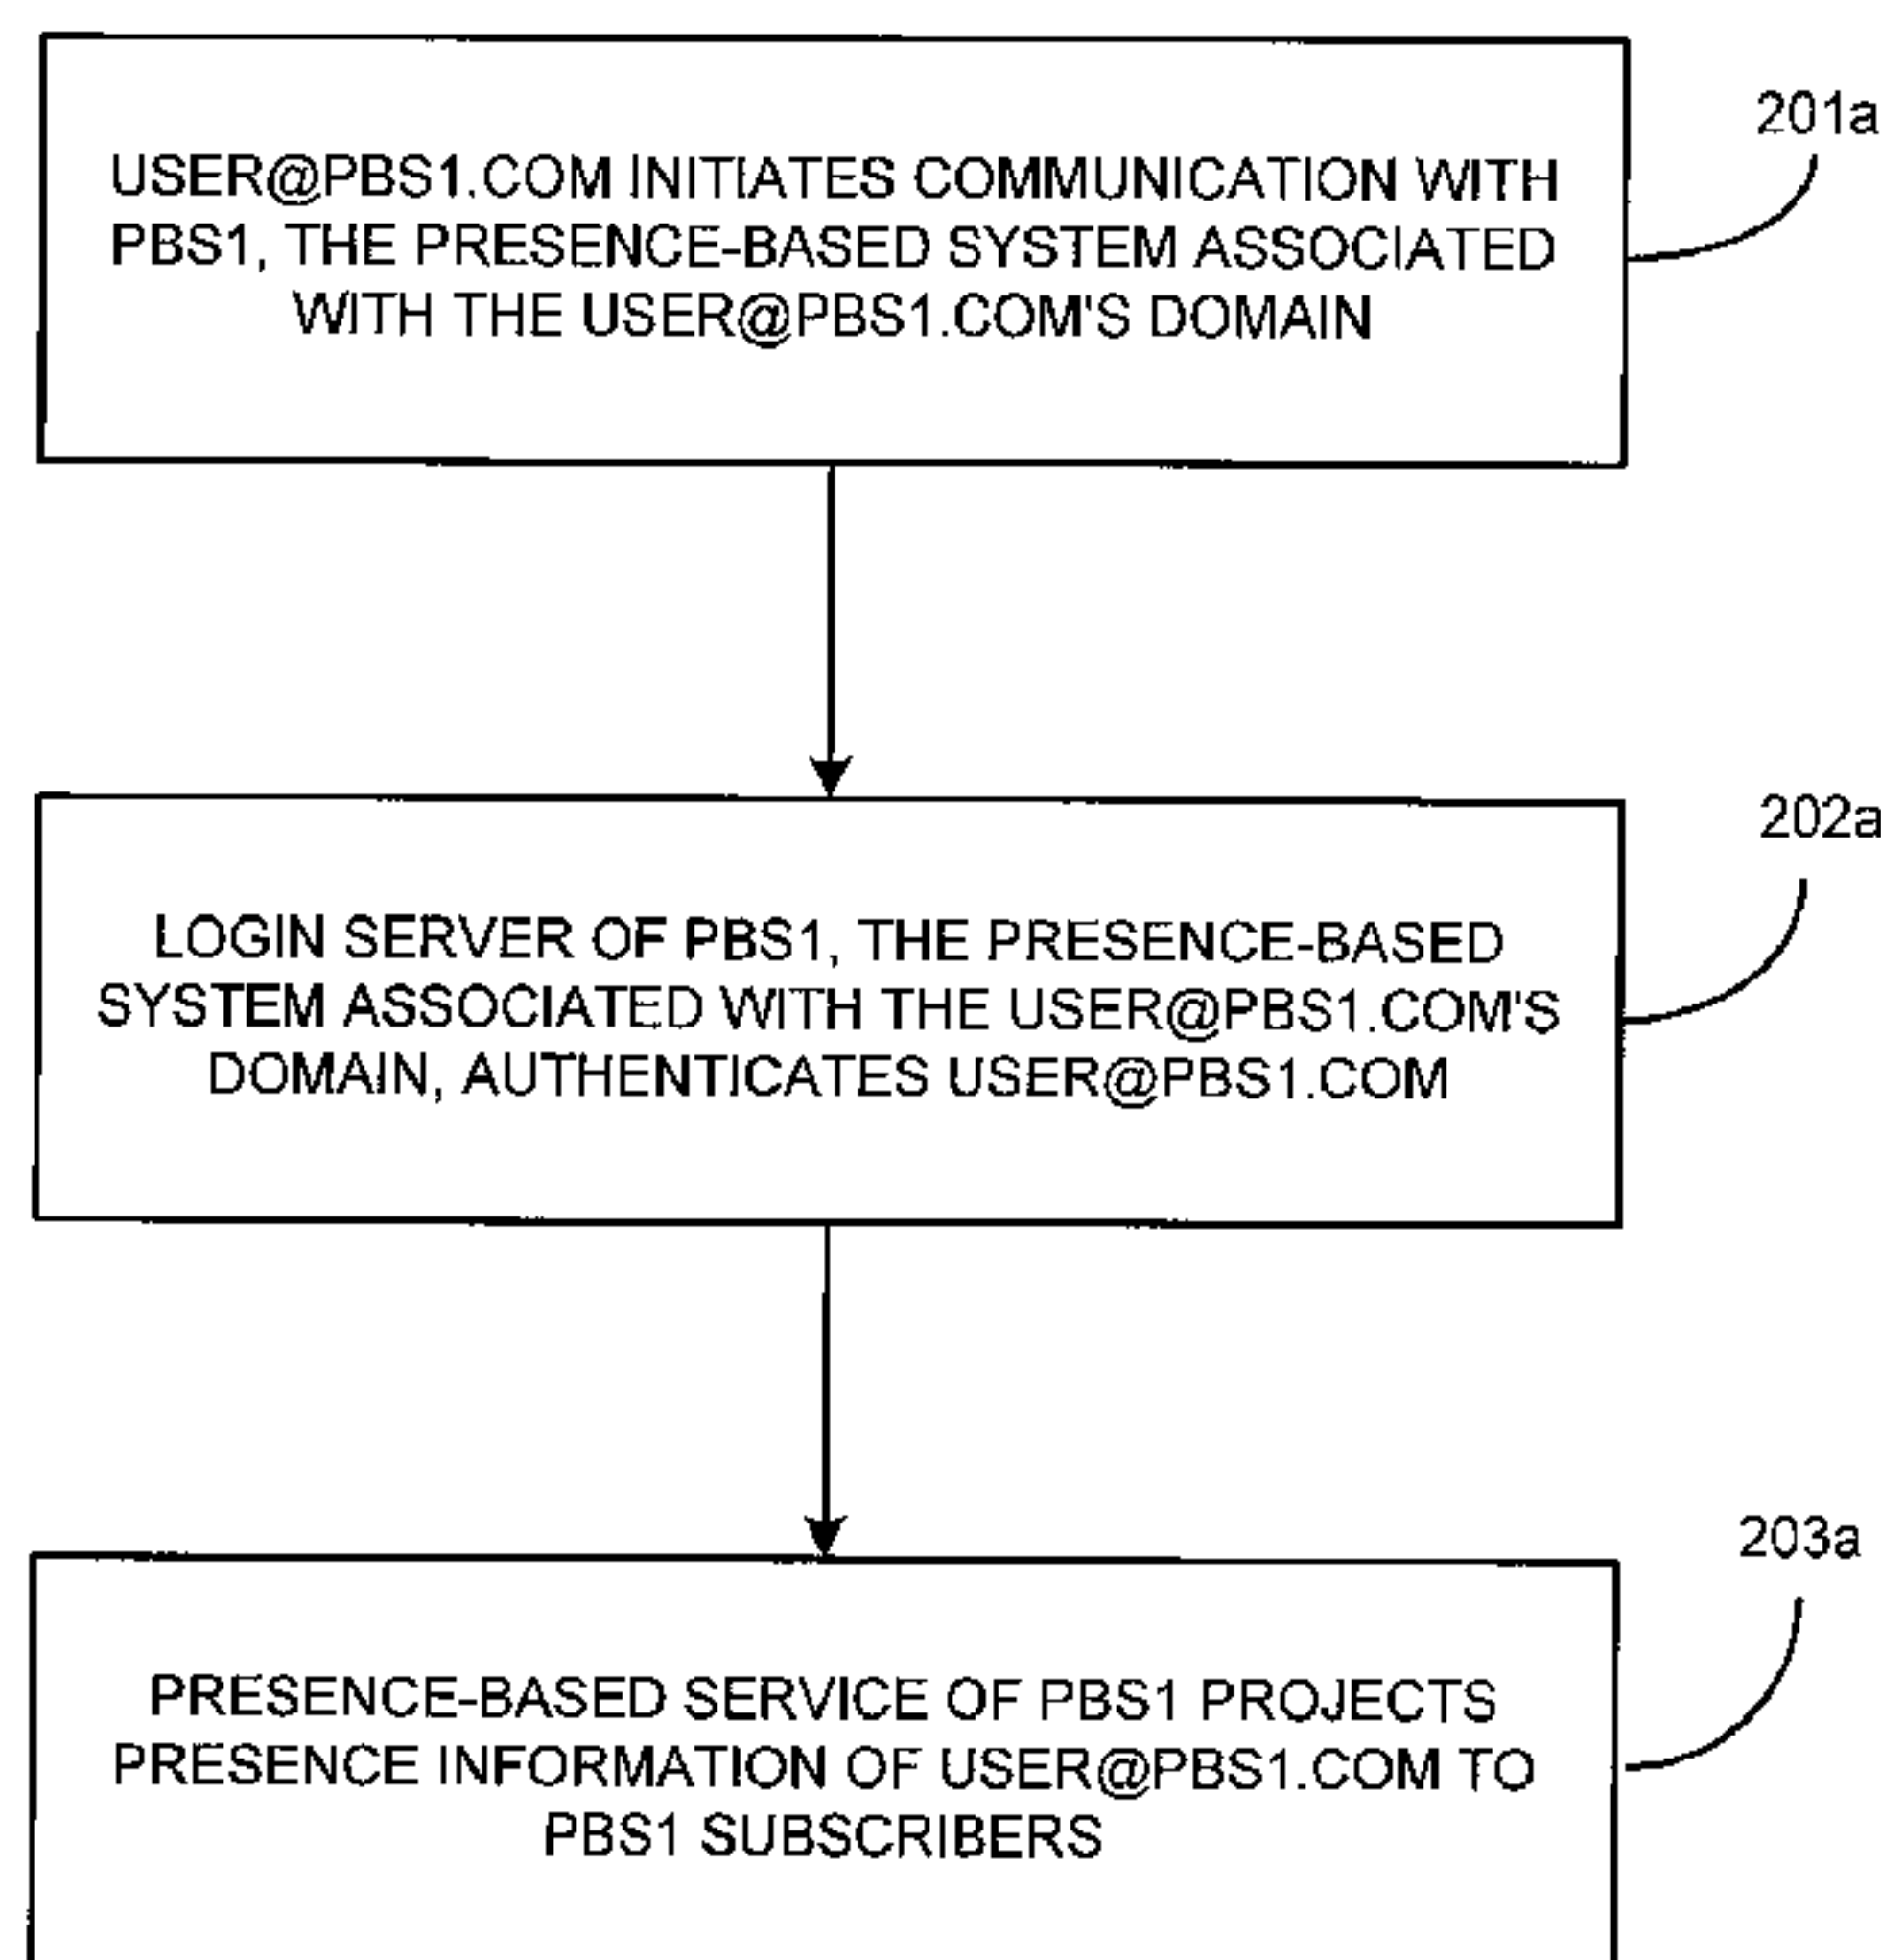 201a
USER@PBS1.COM INITIATES COMMUNICATION WITH
PBS1, THE PRESENCE-BASED SYSTEM ASSOCIATED
WITH THE USER@PBS1.COM'S DOMAIN
202a
LOGIN SERVER OF PBS1, THE PRESENCE-BASED
SYSTEM ASSOCIATED WITH THE USER@PBS1.COM'S
DOMAIN, AUTHENTICATES USER@PBS1.COM
203a
PRESENCE-BASED SERVICE OF PBS1 PROJECTS
PRESENCE INFORMATION OF USER@PBS1.COM TO
PBS1 SUBSCRIBERS